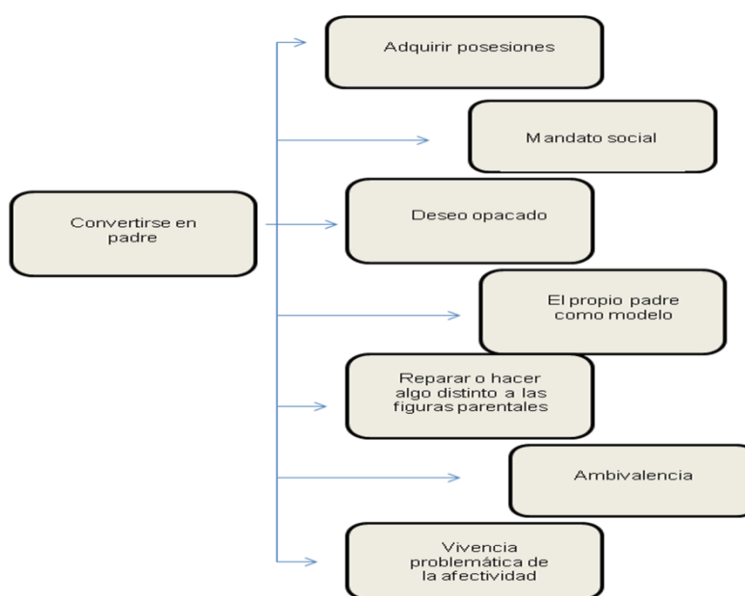 Adquirir posesiones
Mandato social
Convertirse en
padre
Deseo opacado
El propio padre
como modelo
Reparar o hacer
algo distinto a las
figuras parentales
Ambivalencia
Vivencia
problemática de
la afectividad